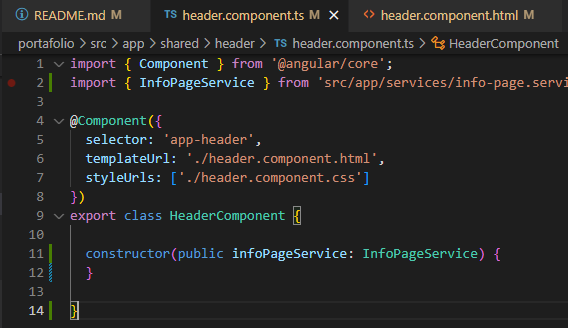 README.md M
TS header.component.ts M
<> header.component.html M
portafolio > src > app > shared > header > TS header.component.ts > HeaderComponent
1 import { Component } from '@angular/core';
2 import { InfoPageService } from 'src/app/services/info-page.servi
3
4 @Component({
5 selector: 'app-header',
6 templateUrl: './header.component.html',
7 styleUrls: ['./header.component.css']
8 })
9 export class HeaderComponent {
10
11 constructor(public infoPageService: InfoPageService) {
12 }
13
14 }